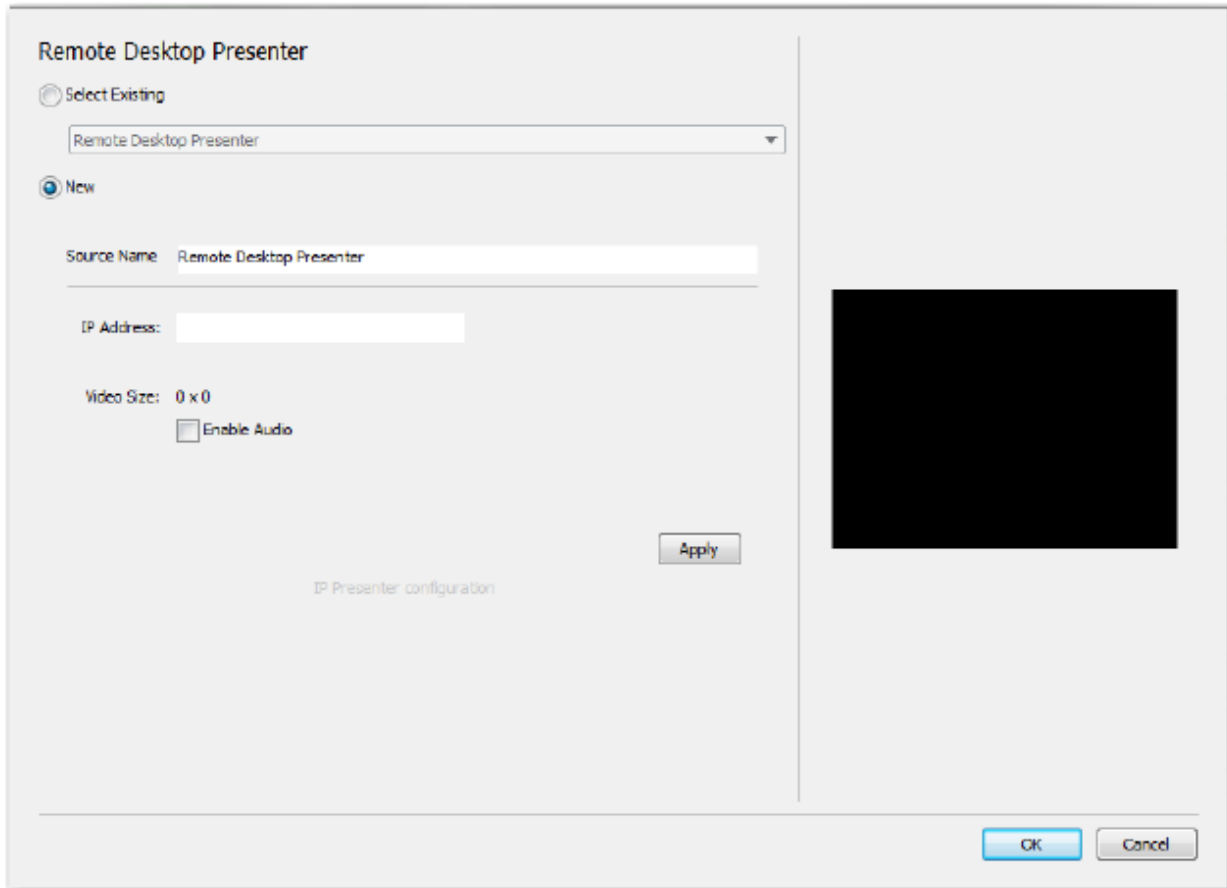 Remote Desktop Presenter
Select Existing
Remote Desktop Presenter
New
Source Name Remote Desktop Presenter
IP Address:
Video Size: 0 x 0
Enable Audio
Apply
IP Presenter configuration
OK Cancel